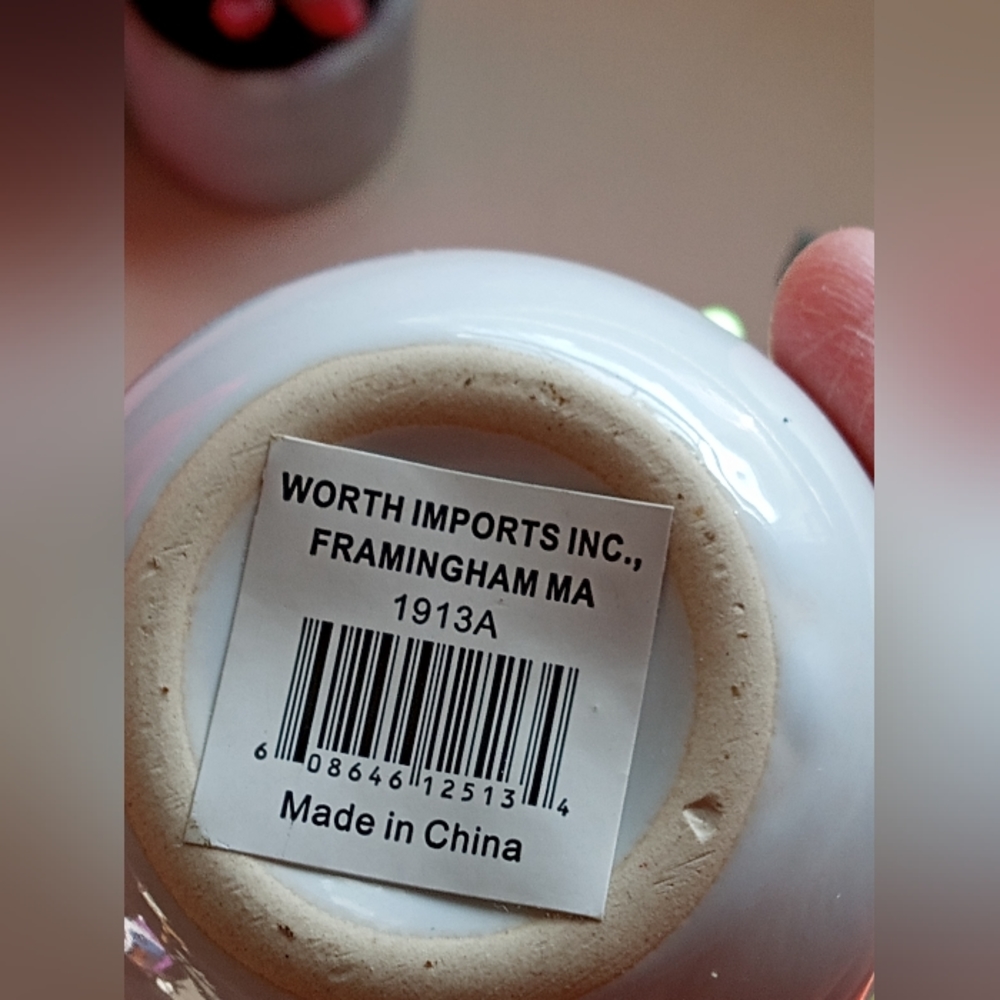 WORTH IMPORTS INC.,
FRAMINGHAM MA
1913A
6 08646 12513 4
Made in China